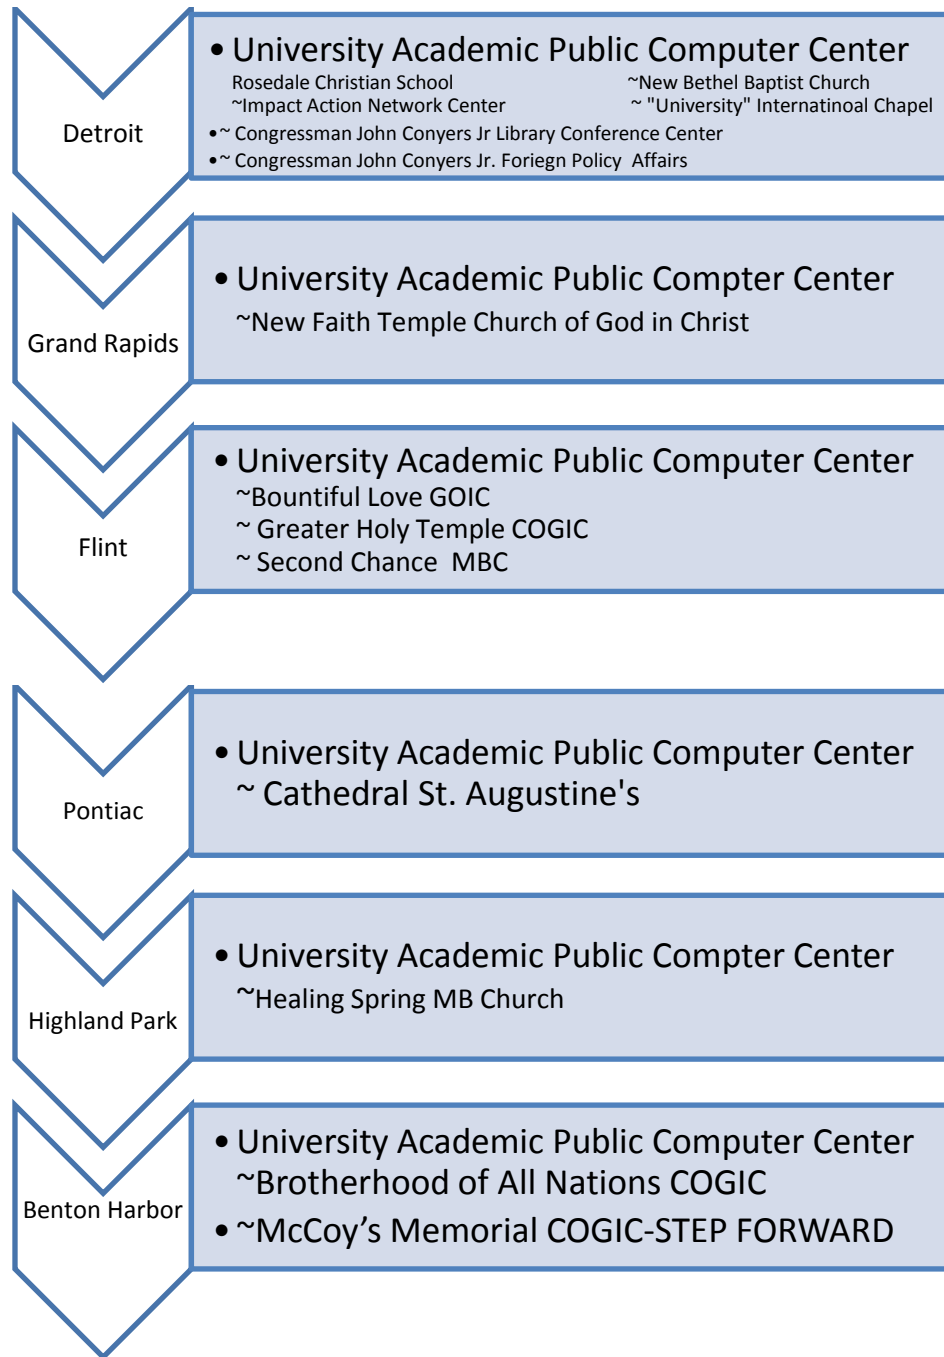 Detroit
• University Academic Public Computer Center
Rosedale Christian School ~New Bethel Baptist Church
~Impact Action Network Center ~ "University" Internatinoal Chapel
•~ Congressman John Conyers Jr Library Conference Center
•~ Congressman John Conyers Jr. Foriegn Policy Affairs
Grand Rapids
• University Academic Public Compter Center
~New Faith Temple Church of God in Christ
Flint
• University Academic Public Computer Center
~Bountiful Love GOIC
~ Greater Holy Temple COGIC
~ Second Chance MBC
Pontiac
• University Academic Public Computer Center
~ Cathedral St. Augustine's
Highland Park
• University Academic Public Compter Center
~Healing Spring MB Church
Benton Harbor
• University Academic Public Computer Center
~Brotherhood of All Nations COGIC
• ~McCoy’s Memorial COGIC-STEP FORWARD